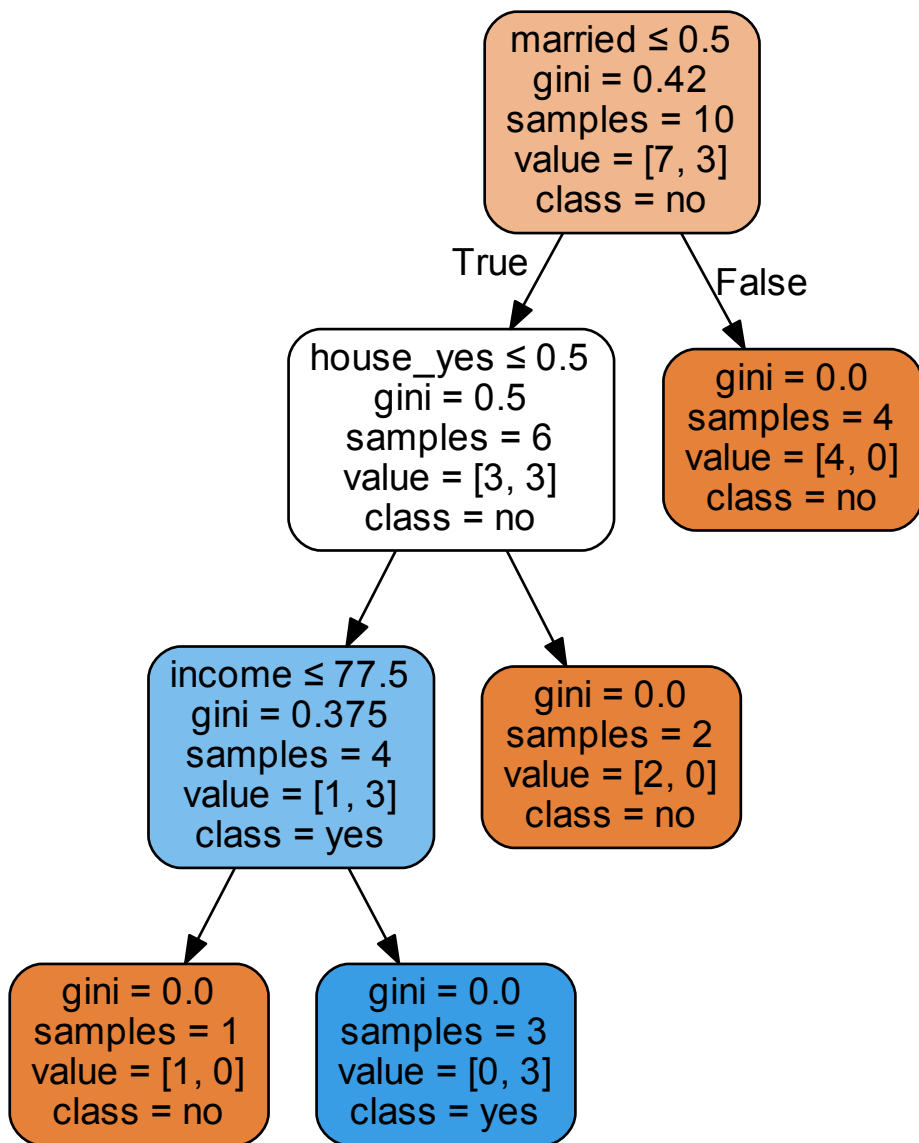 married ≤ 0.5
gini = 0.42
samples = 10
value = [7, 3]
class = no
True
False
house_yes ≤ 0.5
gini = 0.5
samples = 6
value = [3, 3]
class = no
gini = 0.0
samples = 4
value = [4, 0]
class = no
income ≤ 77.5
gini = 0.375
samples = 4
value = [1, 3]
class = yes
gini = 0.0
samples = 2
value = [2, 0]
class = no
gini = 0.0
samples = 1
value = [1, 0]
class = no
gini = 0.0
samples = 3
value = [0, 3]
class = yes